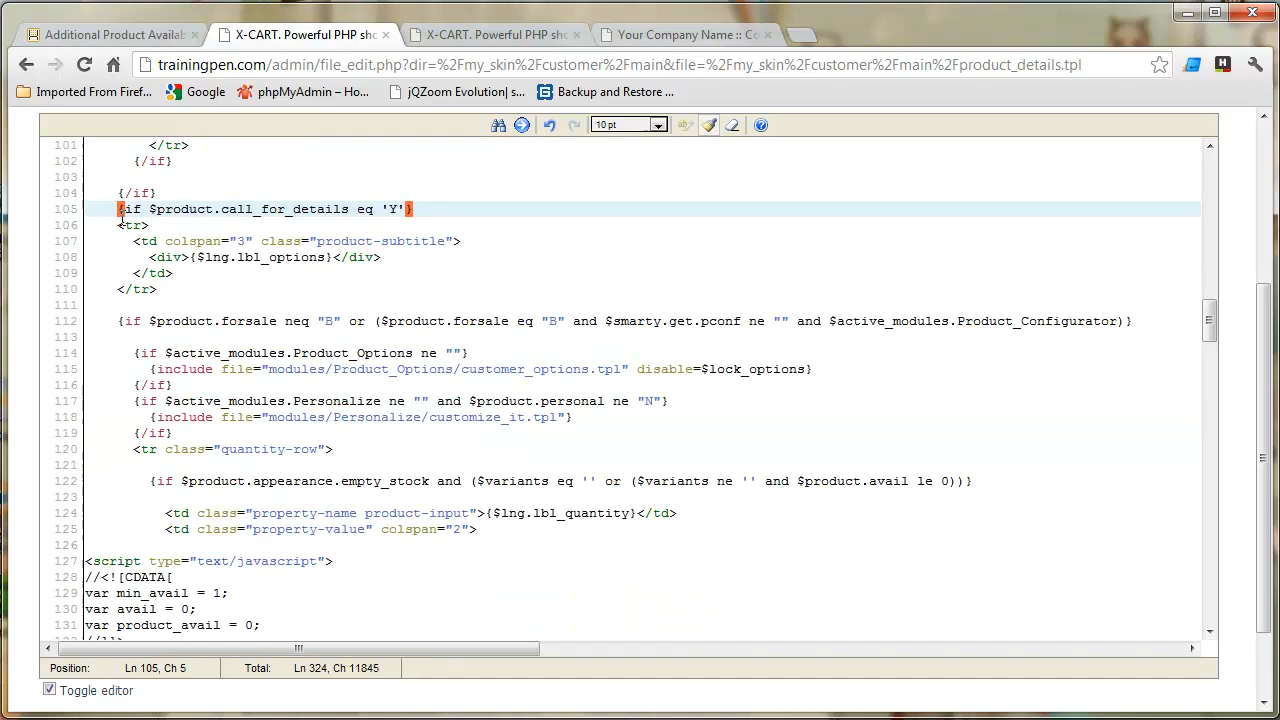 Additional Product Availab
X-CART. Powerful PHP sho
X-CART. Powerful PHP sho
Your Company Name :: Co
trainingpen.com/admin/file_edit.php?dir=%2Fmy_skin%2Fcustomer%2Fmain&file=%2Fmy_skin%2Fcustomer%2Fmain%2Fproduct_details.tpl
Imported From Firef... Google phpMyAdmin – Ho... jQZoom Evolution| s... Backup and Restore ...
10 pt
101 </tr>
102 {/if}
103
104 {/if}
105 {if $product.call_for_details eq 'Y'}
106 <tr>
107 <td colspan="3" class="product-subtitle">
108 <div>{$lng.lbl_options}</div>
109 </td>
110 </tr>
111
112 {if $product.forsale neq "B" or ($product.forsale eq "B" and $smarty.get.pconf ne "" and $active_modules.Product_Configurator)}
113
114 {if $active_modules.Product_Options ne ""}
115 {include file="modules/Product_Options/customer_options.tpl" disable=$lock_options}
116 {/if}
117 {if $active_modules.Personalize ne "" and $product.personal ne "N"}
118 {include file="modules/Personalize/customize_it.tpl"}
119 {/if}
120 <tr class="quantity-row">
121
122 {if $product.appearance.empty_stock and ($variants eq '' or ($variants ne '' and $product.avail le 0))}
123
124 <td class="property-name product-input">{$lng.lbl_quantity}</td>
125 <td class="property-value" colspan="2">
126
127 <script type="text/javascript">
128 //<![CDATA[
129 var min_avail = 1;
130 var avail = 0;
131 var product_avail = 0;
Position: Ln 105, Ch 5 Total: Ln 324, Ch 11845
Toggle editor